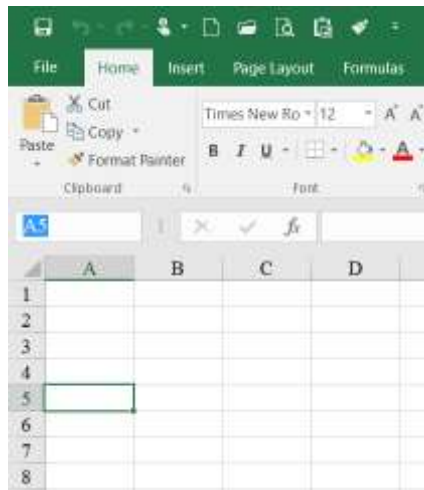 File Home Insert Page Layout Formulas
Cut
Copy
Format Painter
Paste
Clipboard
Times New Ro 12 A A
B I U A
Font
A5 fx
A B C D
1
2
3
4
5
6
7
8